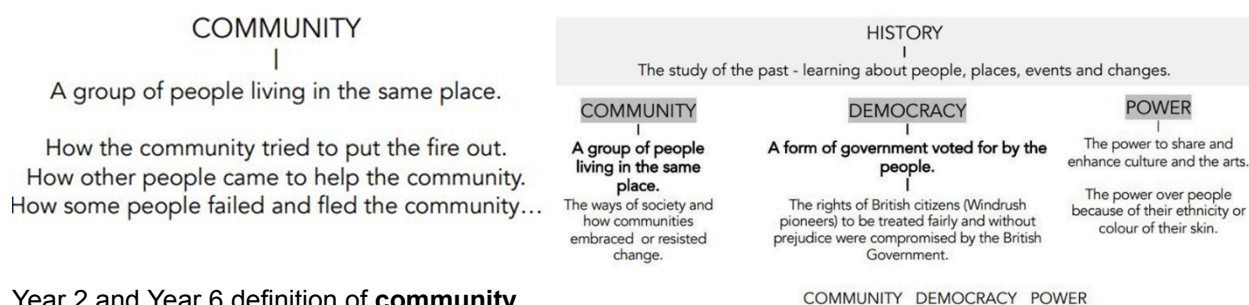 COMMUNITY
A group of people living in the same place.
How the community tried to put the fire out.
How other people came to help the community.
How some people failed and fled the community…
Year 2 and Year 6 definition of community
HISTORY
The study of the past - learning about people, places, events and changes.
COMMUNITY
A group of people
living in the same
place.
The ways of society and
how communities
embraced or resisted
change.
DEMOCRACY
A form of government voted for by the
people.
The rights of British citizens (Windrush
pioneers) to be treated fairly and without
prejudice were compromised by the British
Government.
POWER
The power to share and
enhance culture and the arts.
The power over people
because of their ethnicity or
colour of their skin.
COMMUNITY DEMOCRACY POWER